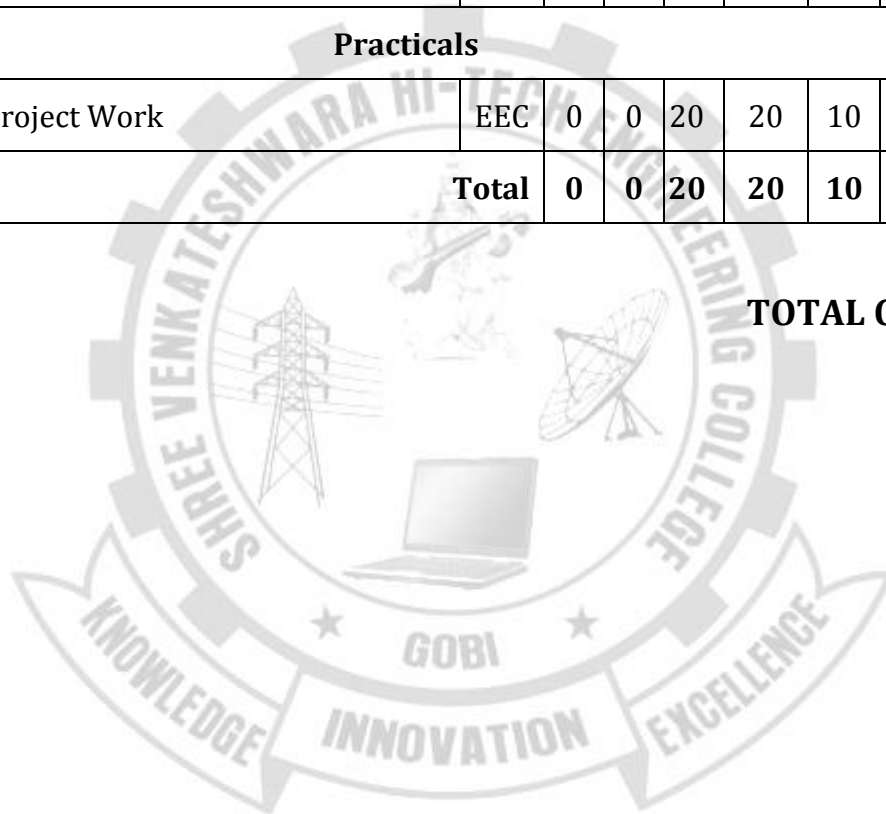 Practicals
roject Work EEC 0 0 20 20 10
Total 0 0 20 20 10
TOTAL
SHREE VENKATESHWARA HI-TECH ENGINEERING COLLEGE
GOBI
KNOWLEDGE INNOVATION EXCELLENCE